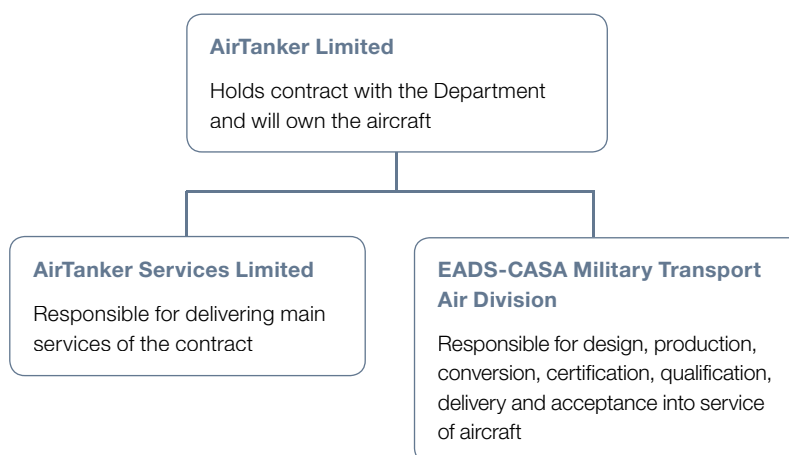 AirTanker Limited
Holds contract with the Department
and will own the aircraft
AirTanker Services Limited
Responsible for delivering main
services of the contract
EADS-CASA Military Transport
Air Division
Responsible for design, production,
conversion, certification, qualification,
delivery and acceptance into service
of aircraft